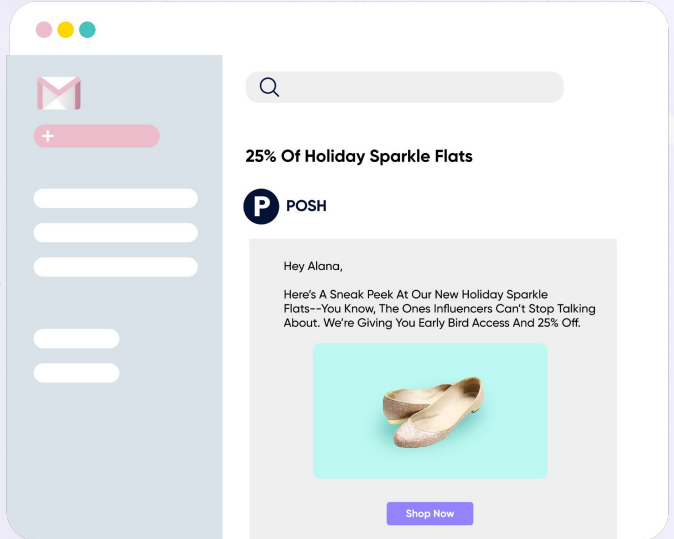 25% Of Holiday Sparkle Flats
P POSH
Hey Alana,
Here's A Sneak Peek At Our New Holiday Sparkle
Flats--You Know, The Ones Influencers Can't Stop Talking
About. We're Giving You Early Bird Access And 25% Off.
Shop Now